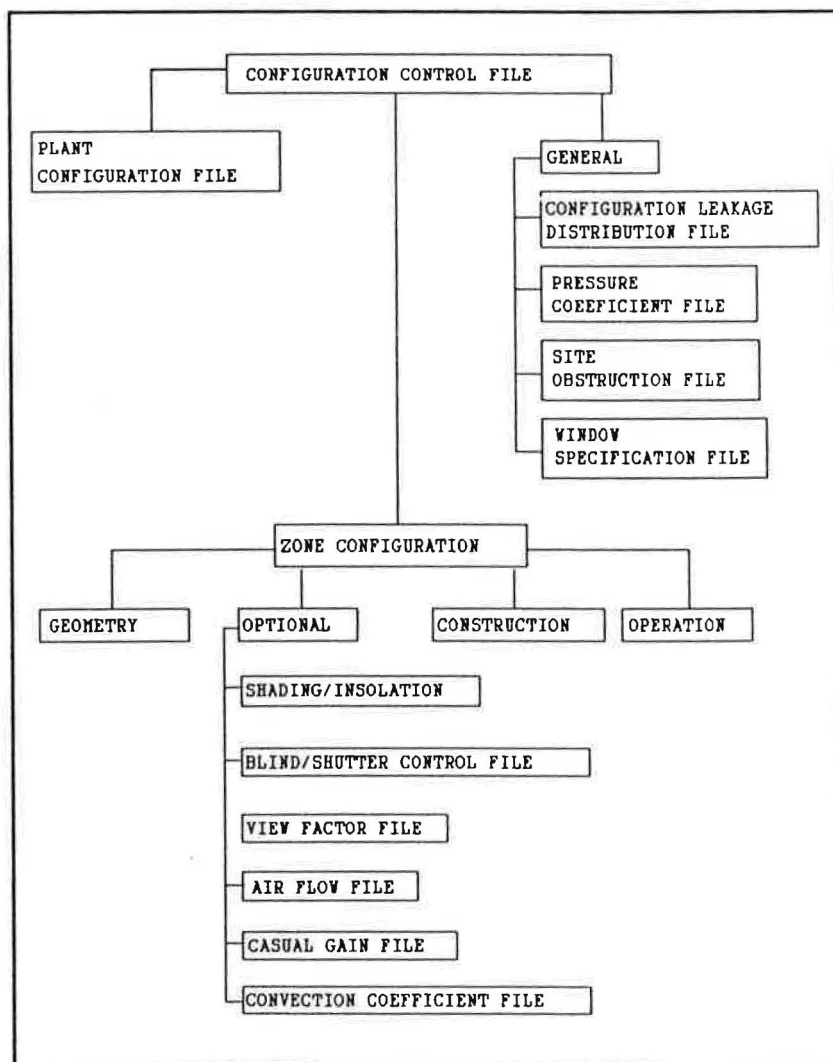 CONFIGURATION CONTROL FILE
PLANT
CONFIGURATION FILE
GENERAL
CONFIGURATION LEAKAGE
DISTRIBUTION FILE
PRESSURE
COEEFICIENT FILE
SITE
OBSTRUCTION FILE
WINDOW
SPECIFICATION FILE
ZONE CONFIGURATION
GEOMETRY
OPTIONAL
CONSTRUCTION
OPERATION
SHADING/INSOLATION
BLIND/SHUTTER CONTROL FILE
VIEW FACTOR FILE
AIR FLOW FILE
CASUAL GAIN FILE
CONVECTION COEFFICIENT FILE